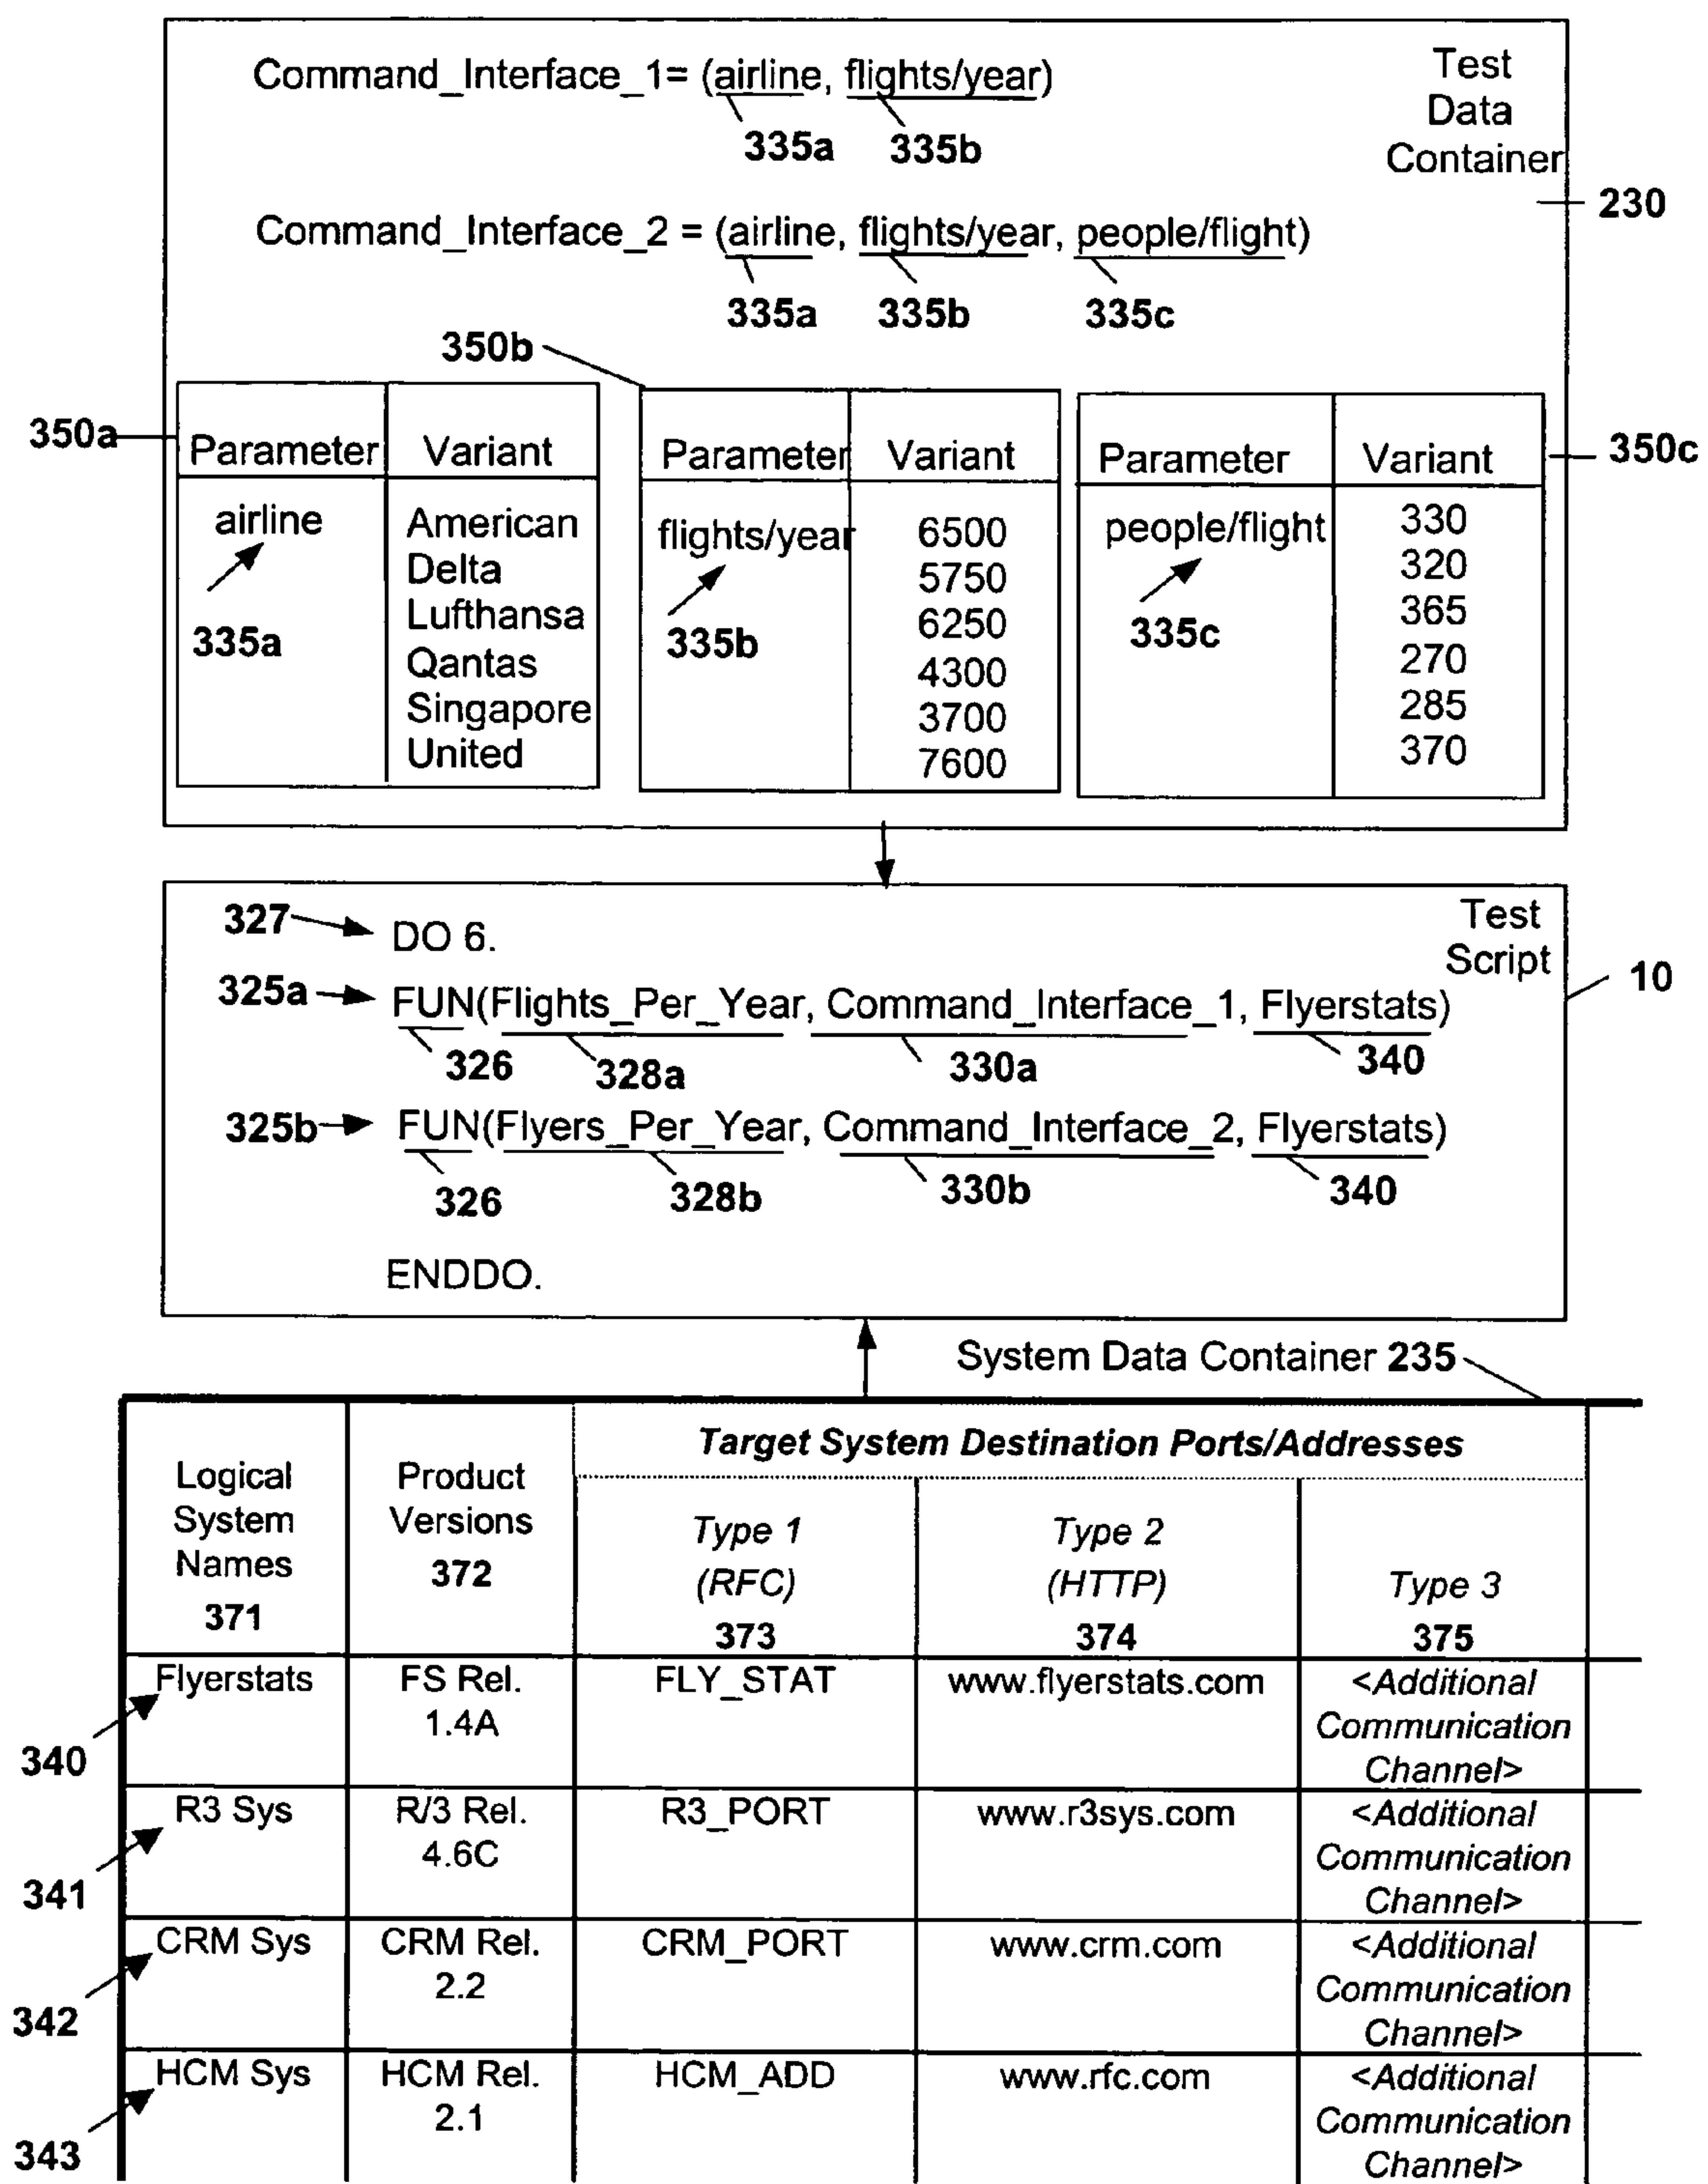 Command_Interface_1= (airline, flights/year)
335a 335b
Test
Data
Container
230
Command_Interface_2 = (airline, flights/year, people/flight)
335a 335b 335c
350b
350a
350c
Parameter Variant
airline
335a
American
Delta
Lufthansa
Qantas
Singapore
United
Parameter Variant
flights/year
335b
6500
5750
6250
4300
3700
7600
Parameter Variant
people/flight
335c
330
320
365
270
285
370
Test
Script
10
327 DO 6.
325a FUN(Flights_Per_Year, Command_Interface_1, Flyerstats)
326 328a 330a 340
325b FUN(Flyers_Per_Year, Command_Interface_2, Flyerstats)
326 328b 330b 340
ENDDO.
System Data Container 235
Logical
System
Names
371
Product
Versions
372
Target System Destination Ports/Addresses
Type 1
(RFC)
373
Type 2
(HTTP)
374
Type 3
375
Flyerstats
340
FS Rel.
1.4A
FLY_STAT
www.flyerstats.com
<Additional
Communication
Channel>
R3 Sys
341
R/3 Rel.
4.6C
R3_PORT
www.r3sys.com
<Additional
Communication
Channel>
CRM Sys
342
CRM Rel.
2.2
CRM_PORT
www.crm.com
<Additional
Communication
Channel>
HCM Sys
343
HCM Rel.
2.1
HCM_ADD
www.rfc.com
<Additional
Communication
Channel>